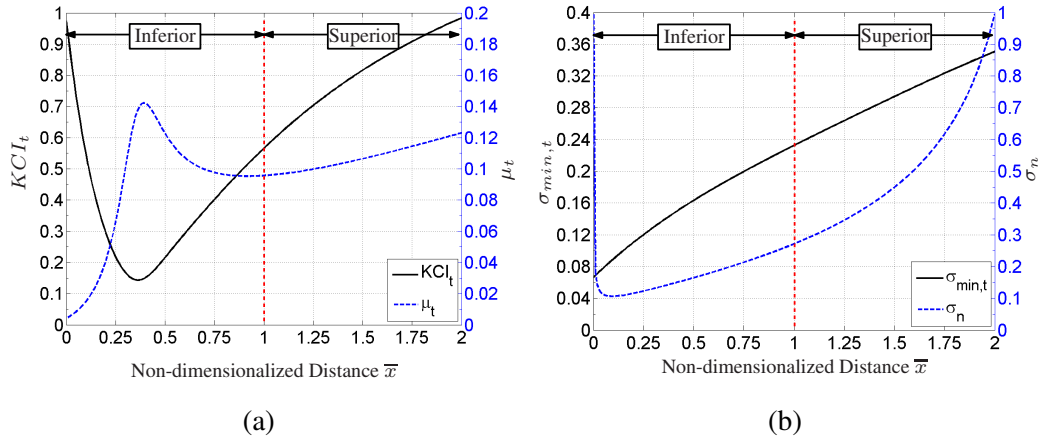 1
0.9
0.8
0.7
0.6
0.5
0.4
0.3
0.2
0.1
0
KCI_t
Inferior
Superior
0.2
0.18
0.16
0.14
0.12
0.1
0.08
0.06
0.04
0.02
0
μ_t
KCI_t
μ_t
0 0.25 0.5 0.75 1 1.25 1.5 1.75 2
Non-dimensionalized Distance x̅
(a)
0.4
0.36
0.32
0.28
0.24
0.2
0.16
0.12
0.08
0.04
0
σ_min,t
Inferior
Superior
1
0.9
0.8
0.7
0.6
0.5
0.4
0.3
0.2
0.1
0
σ_n
σ_min,t
σ_n
0 0.25 0.5 0.75 1 1.25 1.5 1.75 2
Non-dimensionalized Distance x̅
(b)